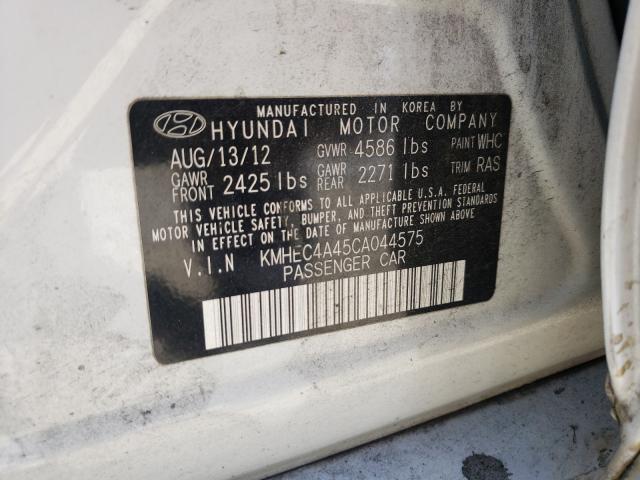 MANUFACTURED IN KOREA BY
HYUNDAI MOTOR COMPANY
AUG/13/12 GVWR 4586 lbs PAINT WHC
GAWR FRONT 2425 lbs GAWR REAR 2271 lbs TRIM RAS
THIS VEHICLE CONFORMS TO ALL APPLICABLE U.S.A. FEDERAL
MOTOR VEHICLE SAFETY, BUMPER, AND THEFT PREVENTION STANDARDS
IN EFFECT ON THE DATE OF MANUFACTURE SHOWN ABOVE.
V.I.N KMHEC4A45CA044575
PASSENGER CAR